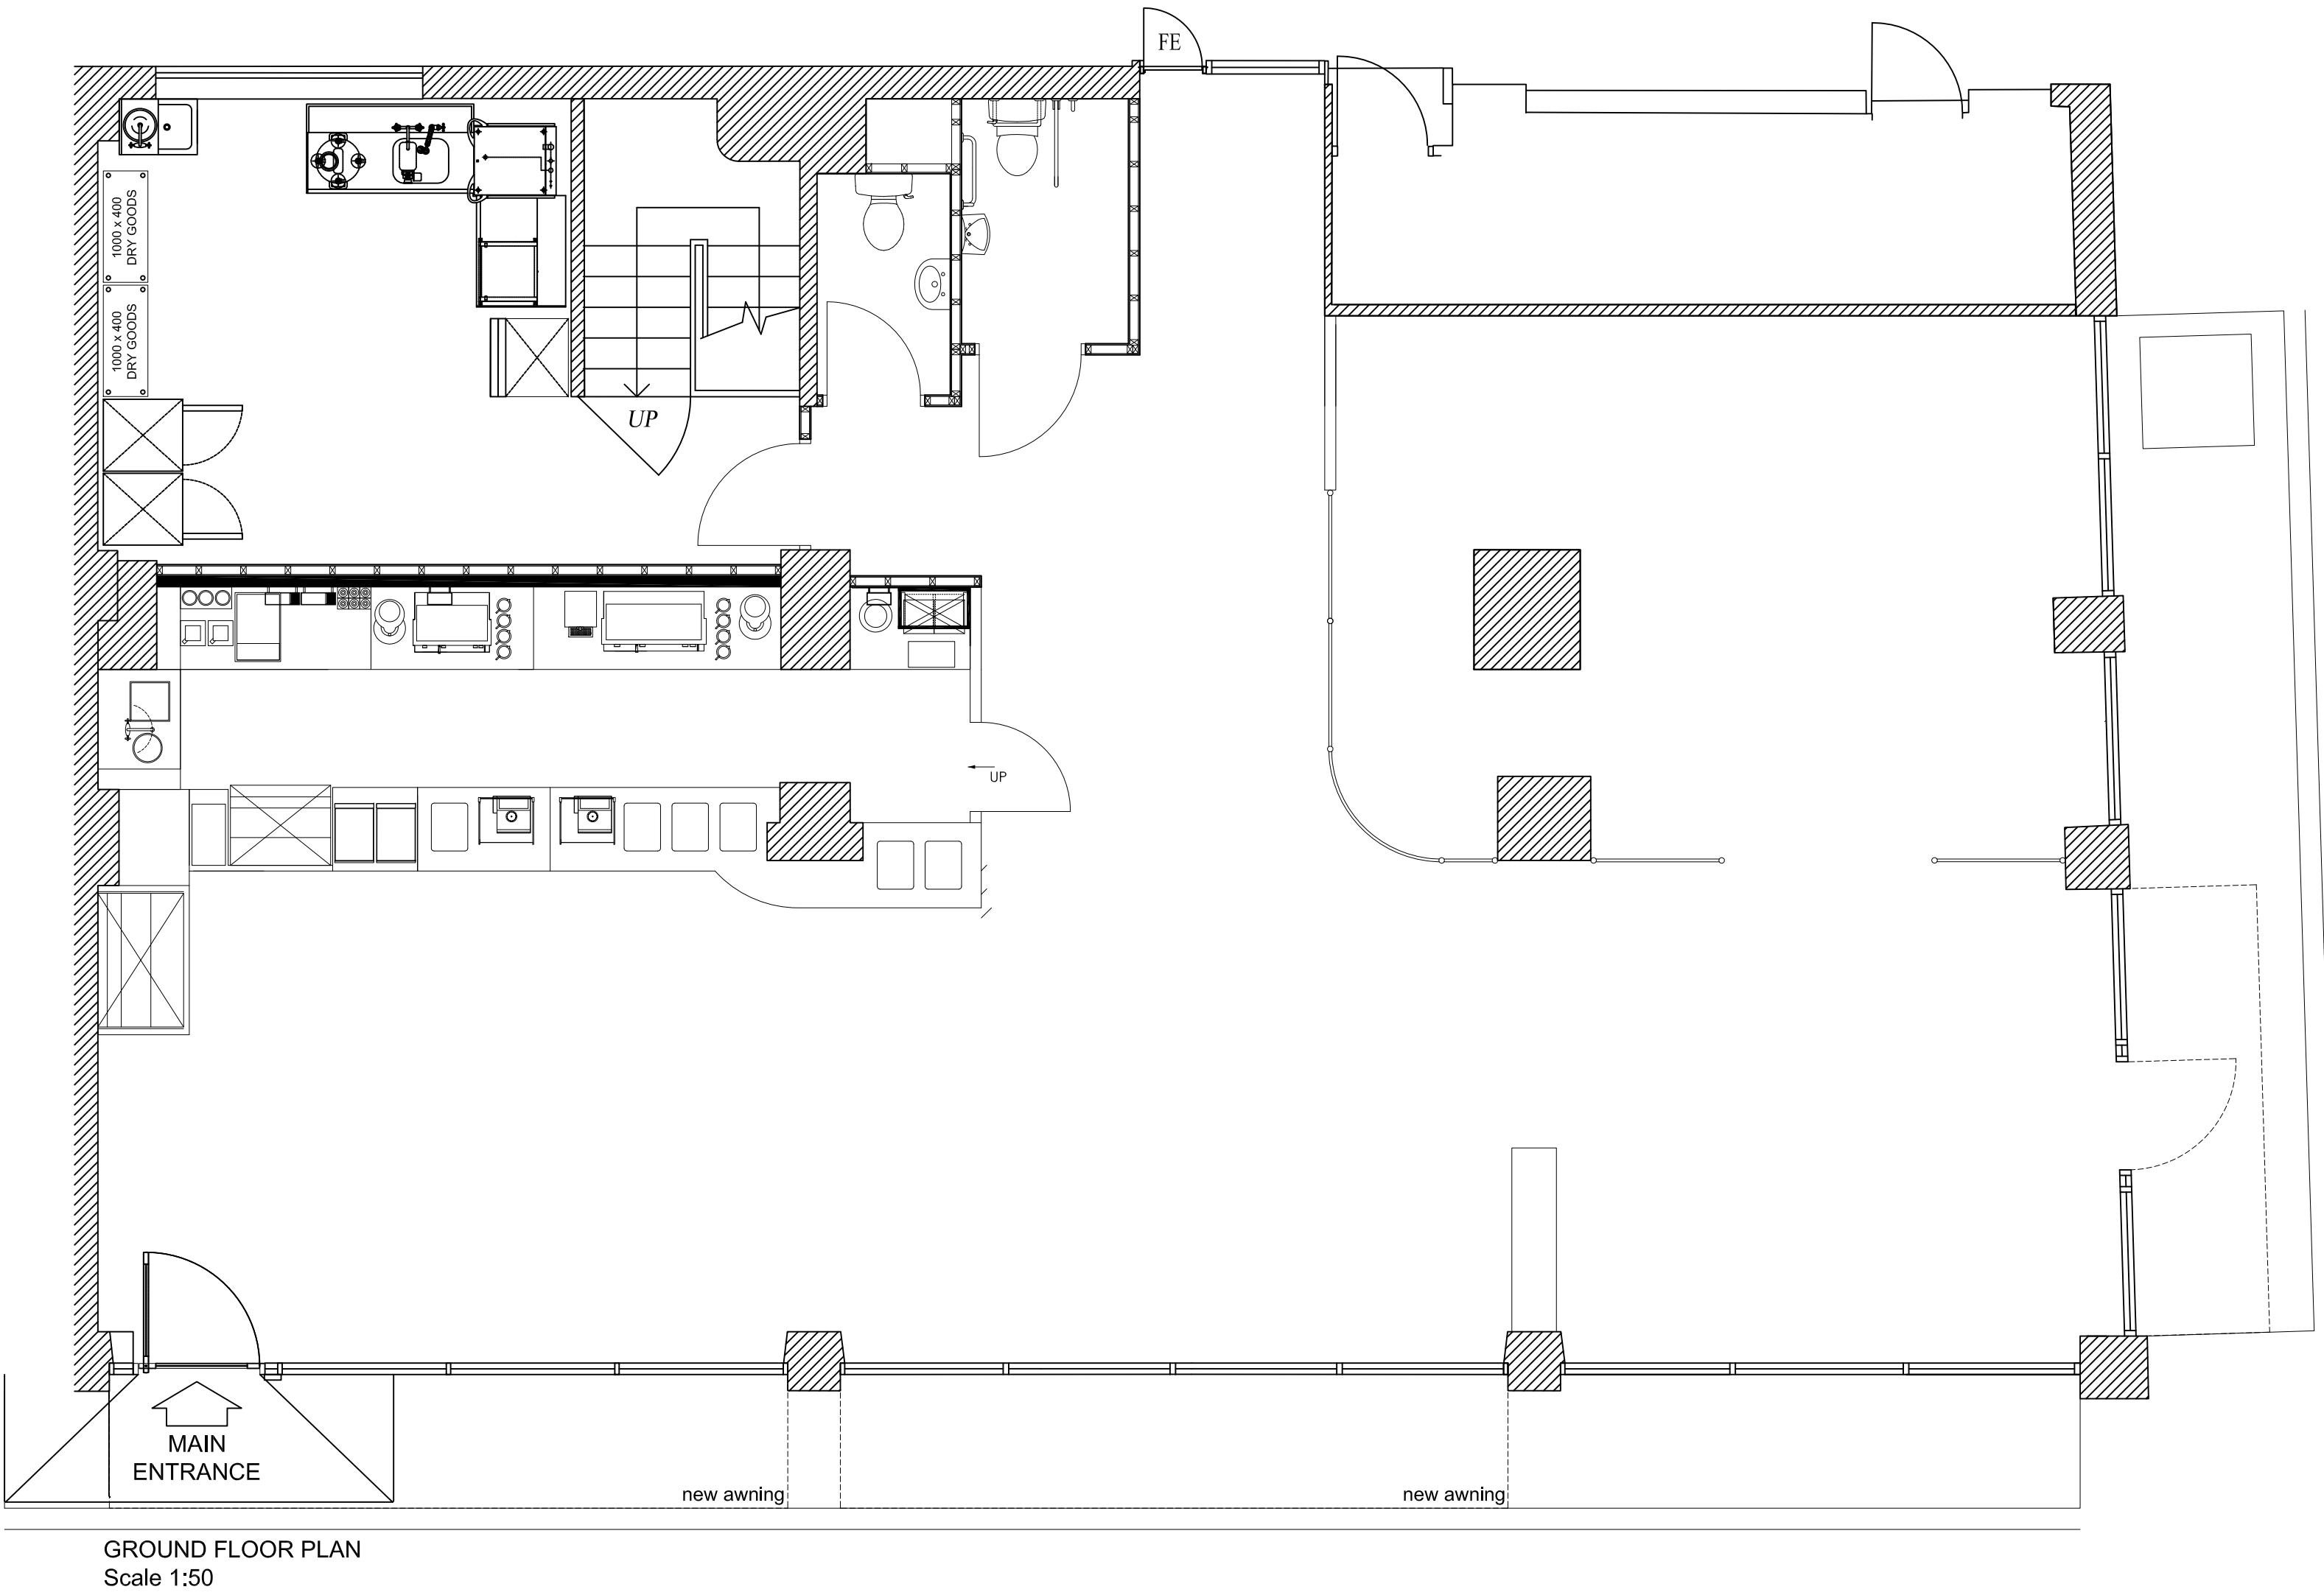 FE
1000 x 400
DRY GOODS
1000 x 400
DRY GOODS
UP
UP
MAIN
ENTRANCE
new awning
new awning
GROUND FLOOR PLAN
Scale 1:50